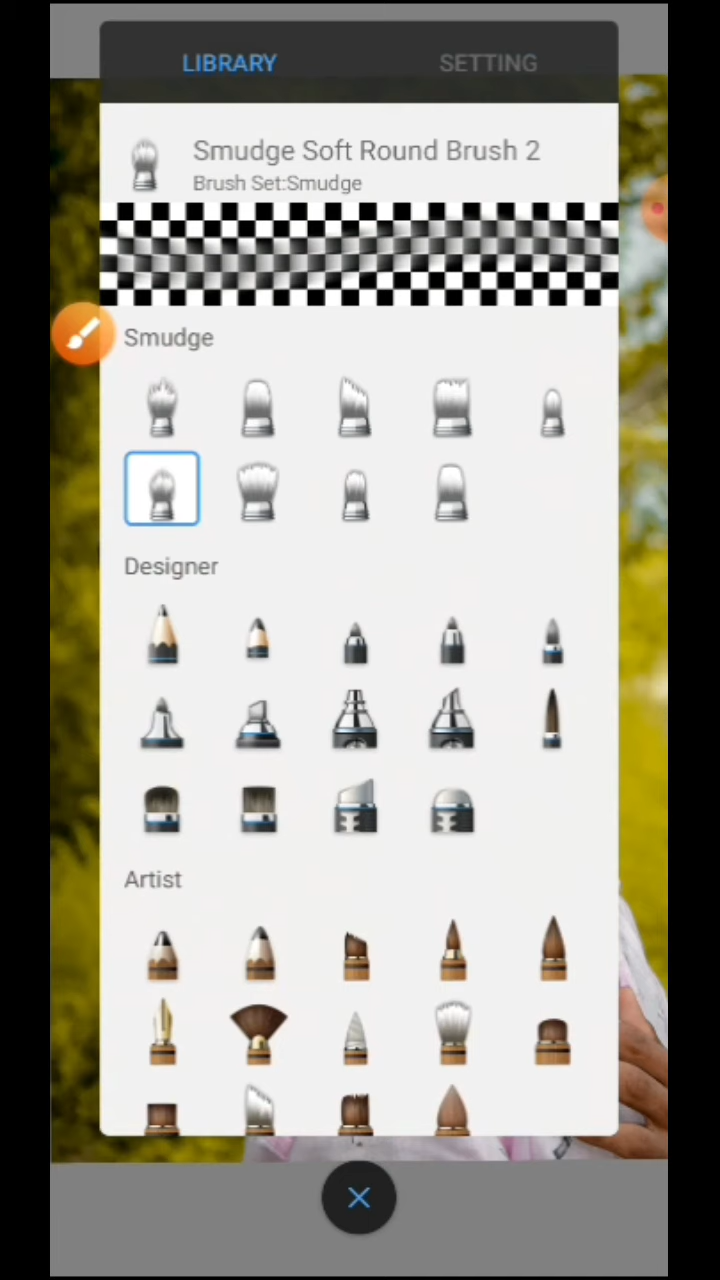 LIBRARY SETTING
Smudge Soft Round Brush 2
Brush Set:Smudge
Smudge
Designer
Artist